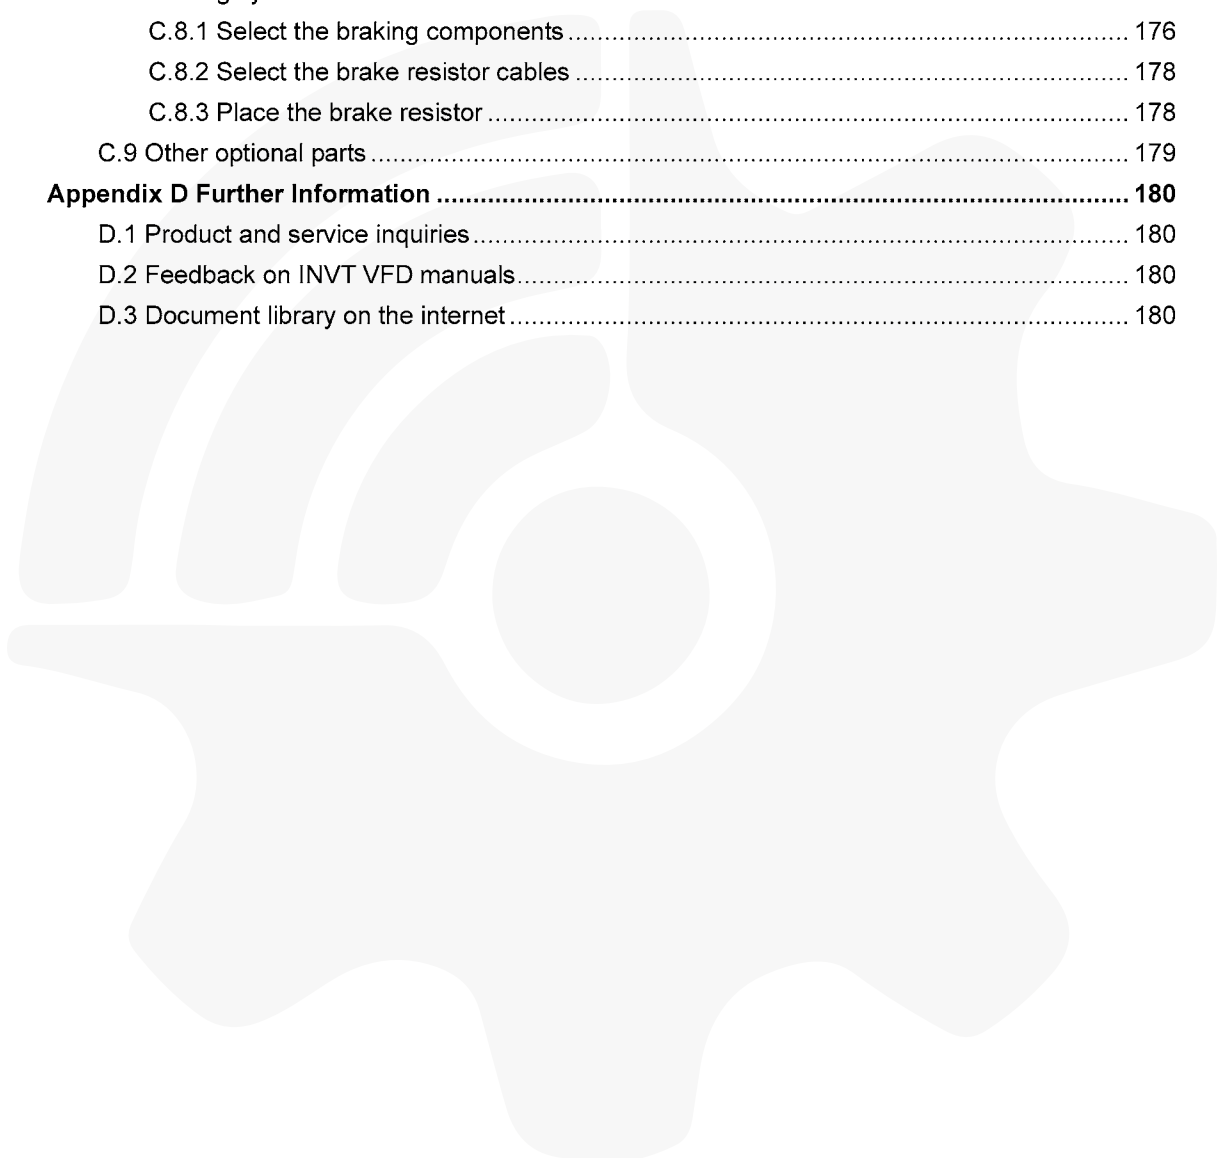 C.8.1 Select the braking components ........ 176
C.8.2 Select the brake resistor cables ........ 178
C.8.3 Place the brake resistor ........ 178
C.9 Other optional parts ........ 179
Appendix D Further Information ........ 180
D.1 Product and service inquiries ........ 180
D.2 Feedback on INVT VFD manuals ........ 180
D.3 Document library on the internet ........ 180